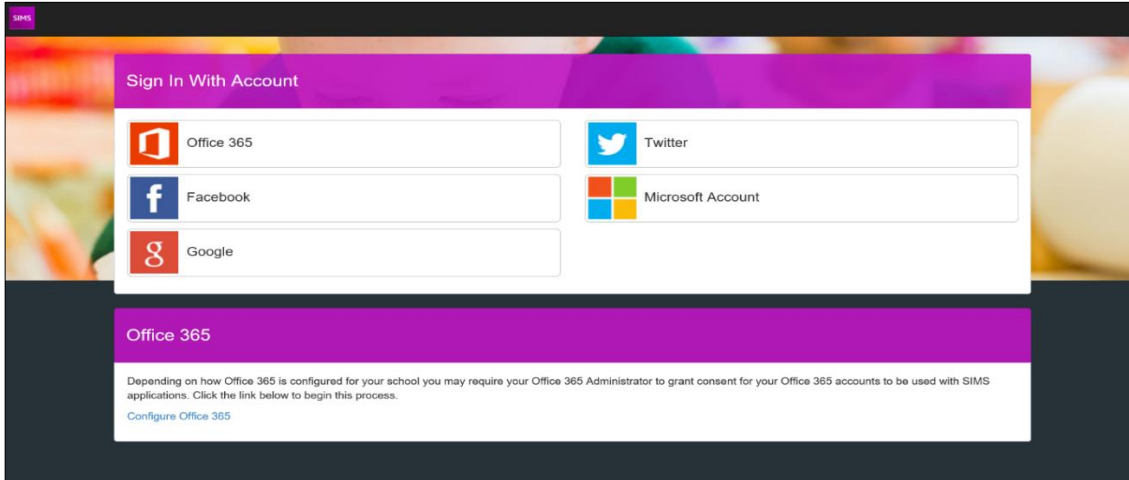 SIMS
Sign In With Account
Office 365
Twitter
Facebook
Microsoft Account
Google
Office 365
Depending on how Office 365 is configured for your school you may require your Office 365 Administrator to grant consent for your Office 365 accounts to be used with SIMS
applications. Click the link below to begin this process.
Configure Office 365